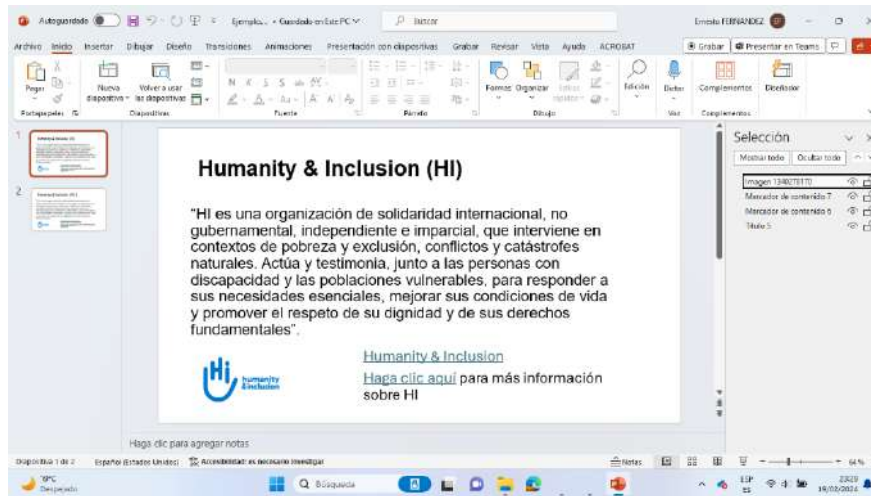 Autoguardado
Ejemplo... • Guardado en Este PC
Buscar
Ernesto FERNANDEZ
Archivo Inicio Insertar Dibujar Diseño Transiciones Animaciones Presentación con diapositivas Grabar Revisar Vista Ayuda ACROBAT
Grabar
Presentar en Teams
Pegar
Nueva diapositiva
Volver a usar las diapositivas
N K S S
Formas Organizar
Edición
Dictar
Complementos
Diseñador
Portapapeles
Diapositivas
Fuente
Párrafo
Dibujo
Voz
Complementos
1
2
Humanity & Inclusion (HI)
"HI es una organización de solidaridad internacional, no
gubernamental, independiente e imparcial, que interviene en
contextos de pobreza y exclusión, conflictos y catástrofes
naturales. Actúa y testimonia, junto a las personas con
discapacidad y las poblaciones vulnerables, para responder a
sus necesidades esenciales, mejorar sus condiciones de vida
y promover el respeto de su dignidad y de sus derechos
fundamentales".
Hi
humanity
&inclusion
Humanity & Inclusion
Haga clic aquí para más información
sobre HI
Selección
Mostrar todo Ocultar todo
Imagen 1340278170
Marcador de contenido 7
Marcador de contenido 6
Título 5
Haga clic para agregar notas
Diapositiva 1 de 2 Español (Estados Unidos) Accesibilidad: es necesario investigar
Notas
64%
Despejado
Búsqueda
ESP
ES
23:29
19/02/2024